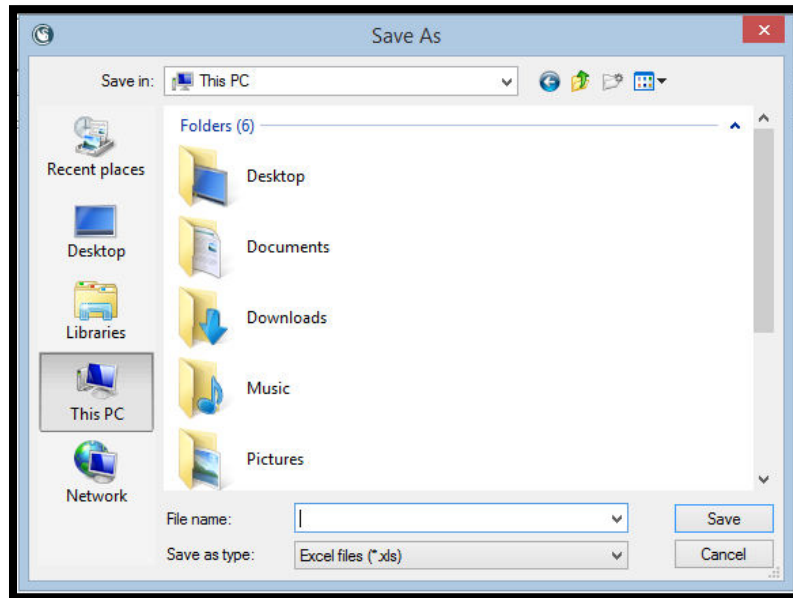 Save As
Save in: This PC
Folders (6)
Recent places
Desktop
Desktop
Documents
Libraries
Downloads
This PC
Music
Network
Pictures
File name:
Save
Save as type: Excel files (*.xls)
Cancel